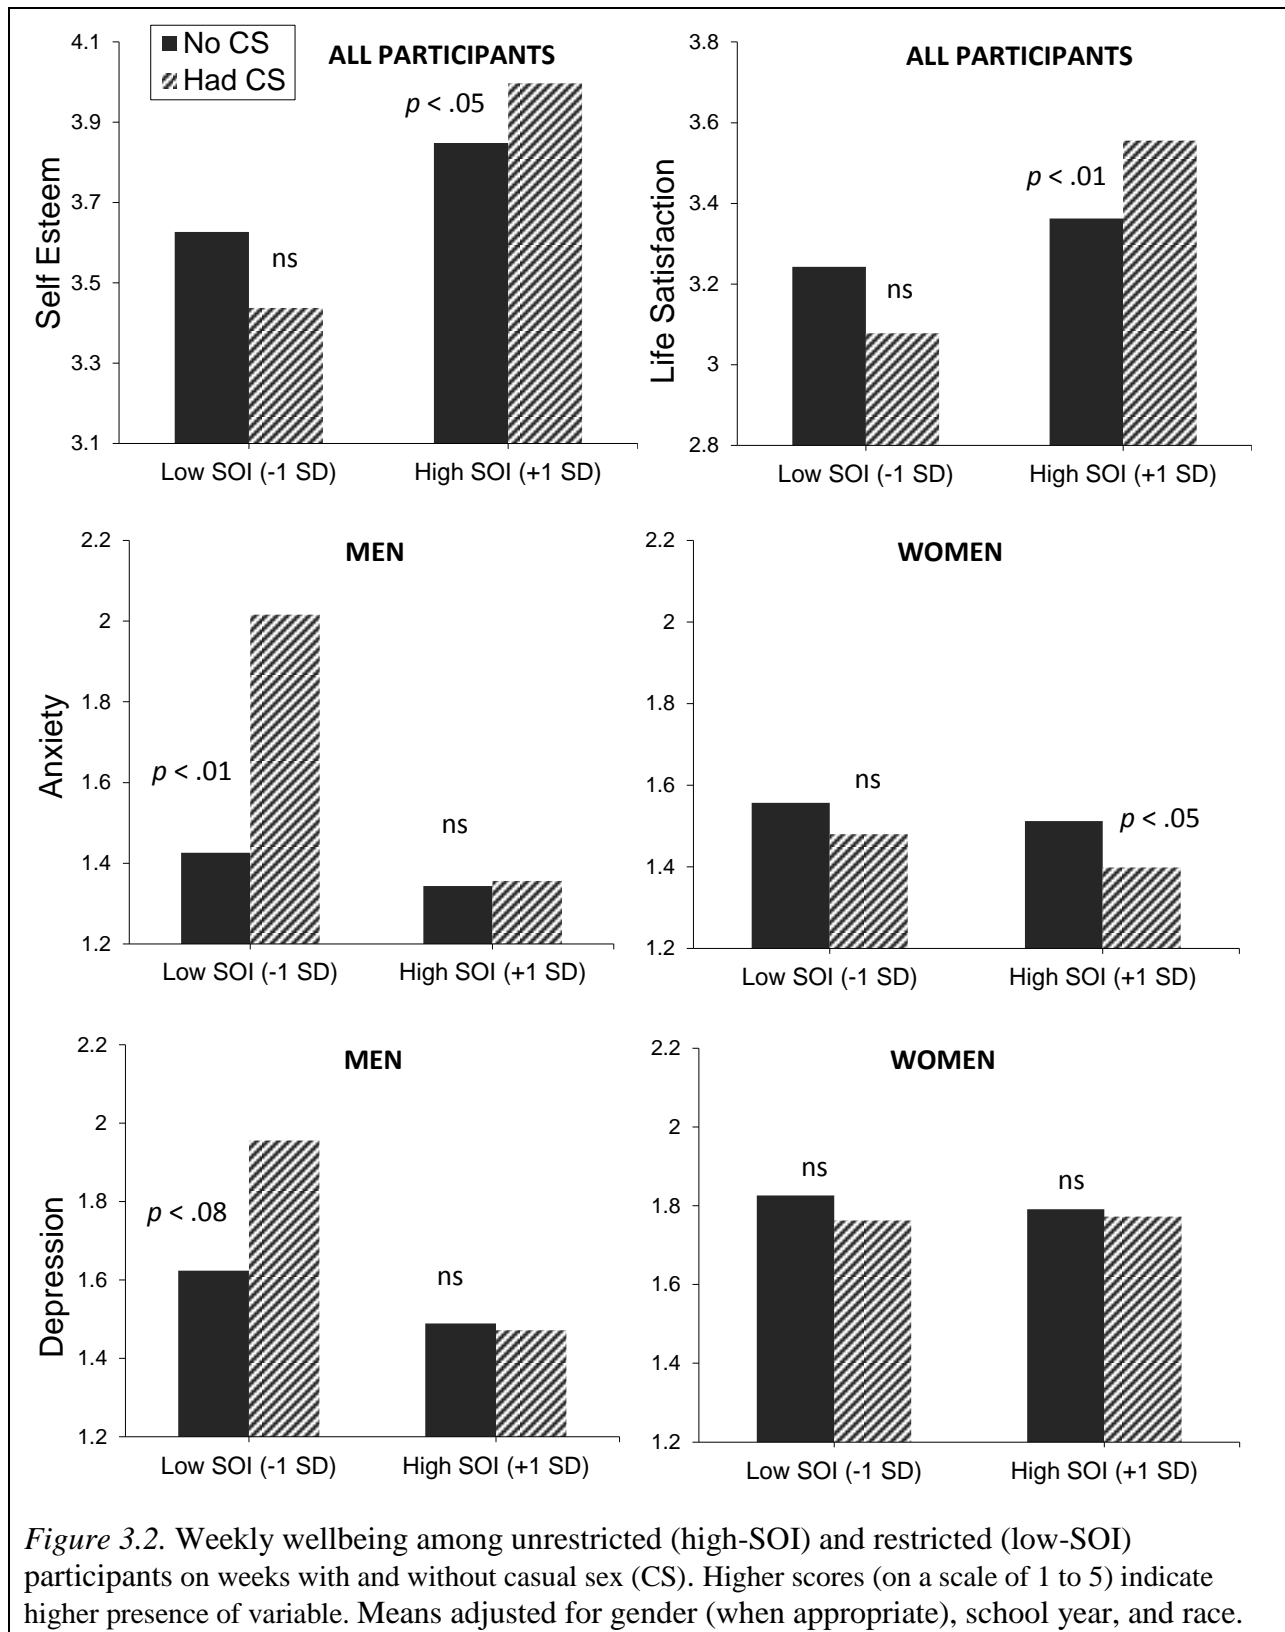 No CS
Had CS
ALL PARTICIPANTS
Self Esteem
4.1
3.9
3.7
3.5
3.3
3.1
p < .05
ns
Low SOI (-1 SD)
High SOI (+1 SD)
ALL PARTICIPANTS
Life Satisfaction
3.8
3.6
3.4
3.2
3
2.8
p < .01
ns
Low SOI (-1 SD)
High SOI (+1 SD)
MEN
Anxiety
2.2
2
1.8
1.6
1.4
1.2
p < .01
ns
Low SOI (-1 SD)
High SOI (+1 SD)
WOMEN
2.2
2
1.8
1.6
1.4
1.2
ns
p < .05
Low SOI (-1 SD)
High SOI (+1 SD)
MEN
Depression
2.2
2
1.8
1.6
1.4
1.2
p < .08
ns
Low SOI (-1 SD)
High SOI (+1 SD)
WOMEN
2.2
2
1.8
1.6
1.4
1.2
ns
ns
Low SOI (-1 SD)
High SOI (+1 SD)
Figure 3.2. Weekly wellbeing among unrestricted (high-SOI) and restricted (low-SOI)
participants on weeks with and without casual sex (CS). Higher scores (on a scale of 1 to 5) indicate
higher presence of variable. Means adjusted for gender (when appropriate), school year, and race.